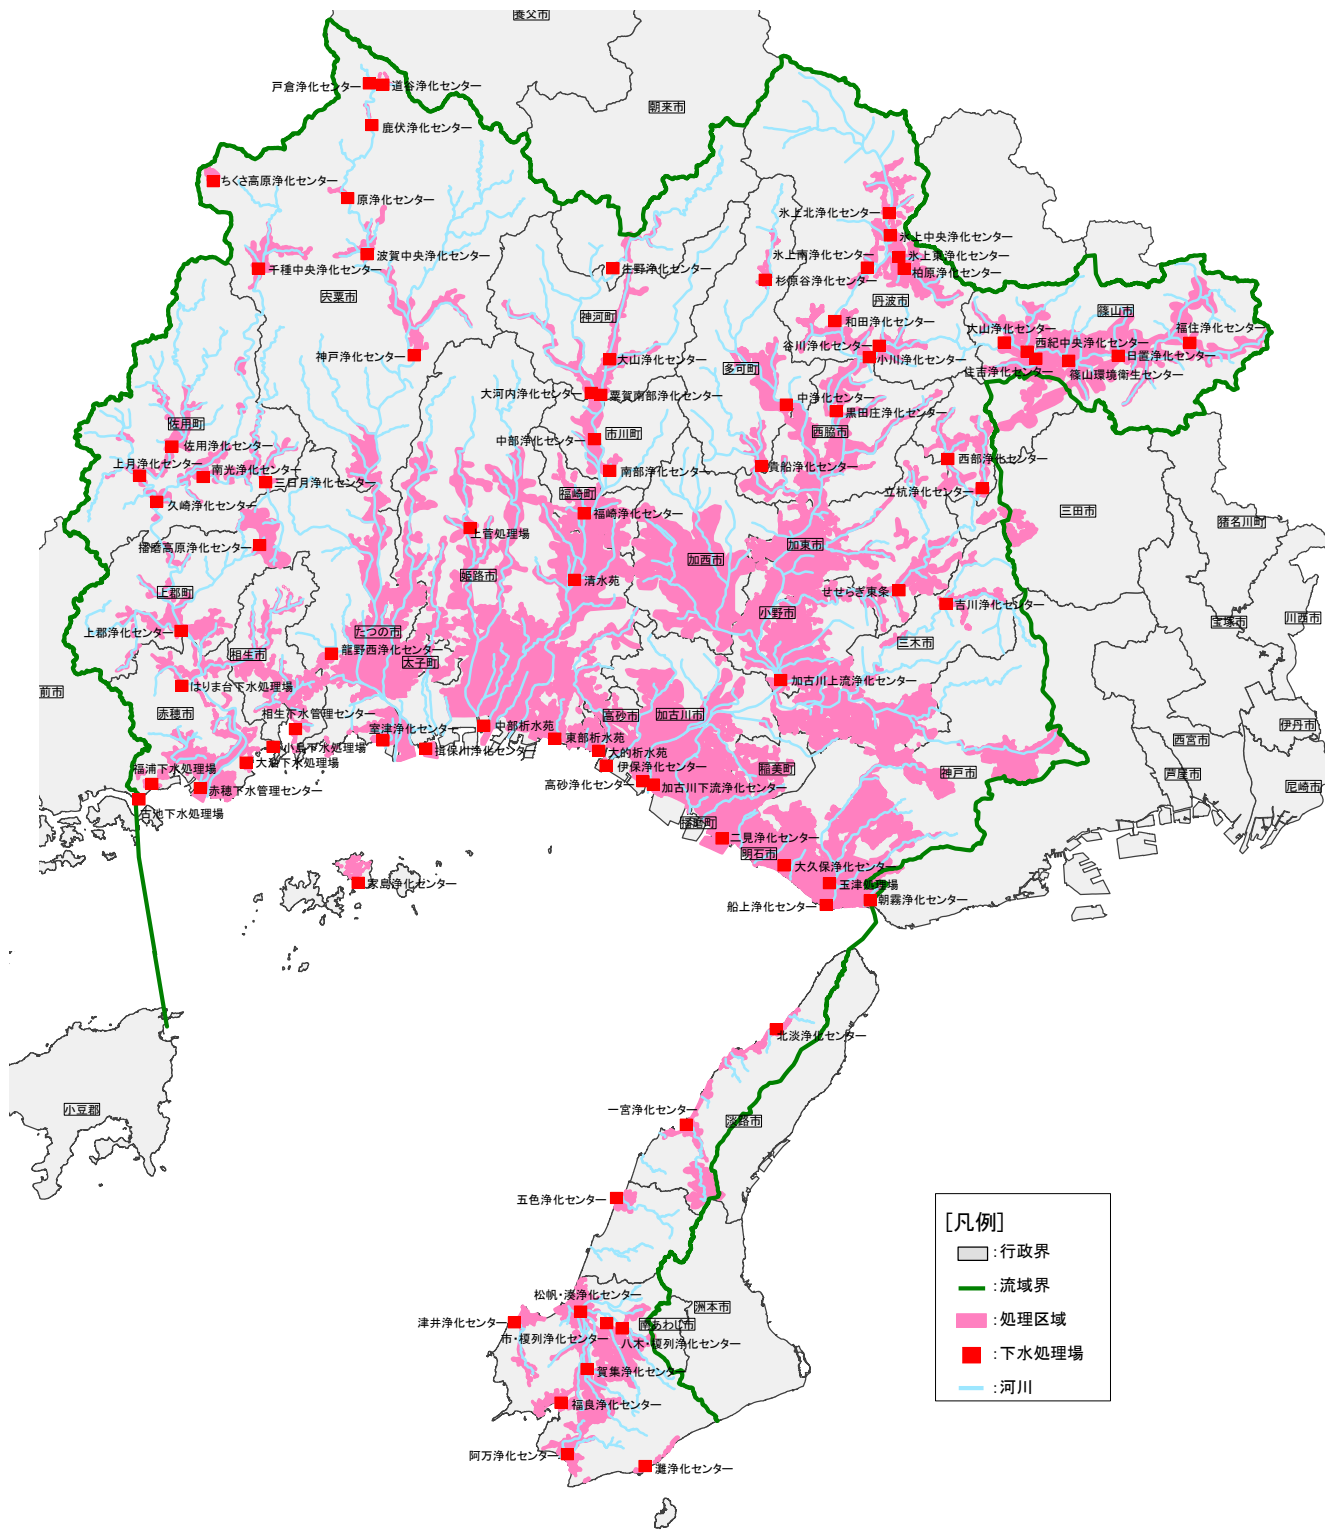 養父市
戸倉浄化センター
道谷浄化センター
朝来市
鹿伏浄化センター
ちくさ高原浄化センター
原浄化センター
氷上北浄化センター
氷上中央浄化センター
波賀中央浄化センター
氷上南浄化センター
氷上東浄化センター
千種中央浄化センター
生野浄化センター
柏原浄化センター
杉原谷浄化センター
宍粟市
丹波市
神河町
篠山市
和田浄化センター
大山浄化センター
福住浄化センター
西紀中央浄化センター
谷川浄化センター
神戸浄化センター
大山浄化センター
小川浄化センター
日置浄化センター
住吉浄化センター
多可町
篠山環境衛生センター
大河内浄化センター
粟賀南部浄化センター
中浄化センター
黒田庄浄化センター
佐用町
市川町
西脇市
佐用浄化センター
中部浄化センター
上月浄化センター
南光浄化センター
南部浄化センター
貴船浄化センター
西部浄化センター
三日月浄化センター
立杭浄化センター
福崎町
久崎浄化センター
福崎浄化センター
三田市
猪名川町
上菅処理場
播磨高原浄化センター
加西市
加東市
姫路市
清水苑
上郡町
せせらぎ東条
吉川浄化センター
小野市
宝塚市
川西市
上郡浄化センター
たつの市
三木市
龍野西浄化センター
相生市
太子町
加古川上流浄化センター
はりま台下水処理場
前市
赤穂市
相生下水管理センター
高砂市
加古川市
伊丹市
室津浄化センター
中部析水苑
東部析水苑
西宮市
小島下水処理場
揖保川浄化センター
大的析水苑
大泊下水処理場
伊保浄化センター
稲美町
神戸市
芦屋市
福浦下水処理場
高砂浄化センター
加古川下流浄化センター
尼崎市
赤穂下水管理センター
古池下水処理場
播磨町
二見浄化センター
明石市
大久保浄化センター
家島浄化センター
玉津処理場
船上浄化センター
朝霧浄化センター
北淡浄化センター
小豆郡
一宮浄化センター
淡路市
五色浄化センター
[凡例]
：行政界
：流域界
：処理区域
：下水処理場
：河川
松帆・湊浄化センター
洲本市
津井浄化センター
南あわじ市
市・榎列浄化センター
八木・榎列浄化センター
賀集浄化センター
福良浄化センター
阿万浄化センター
灘浄化センター